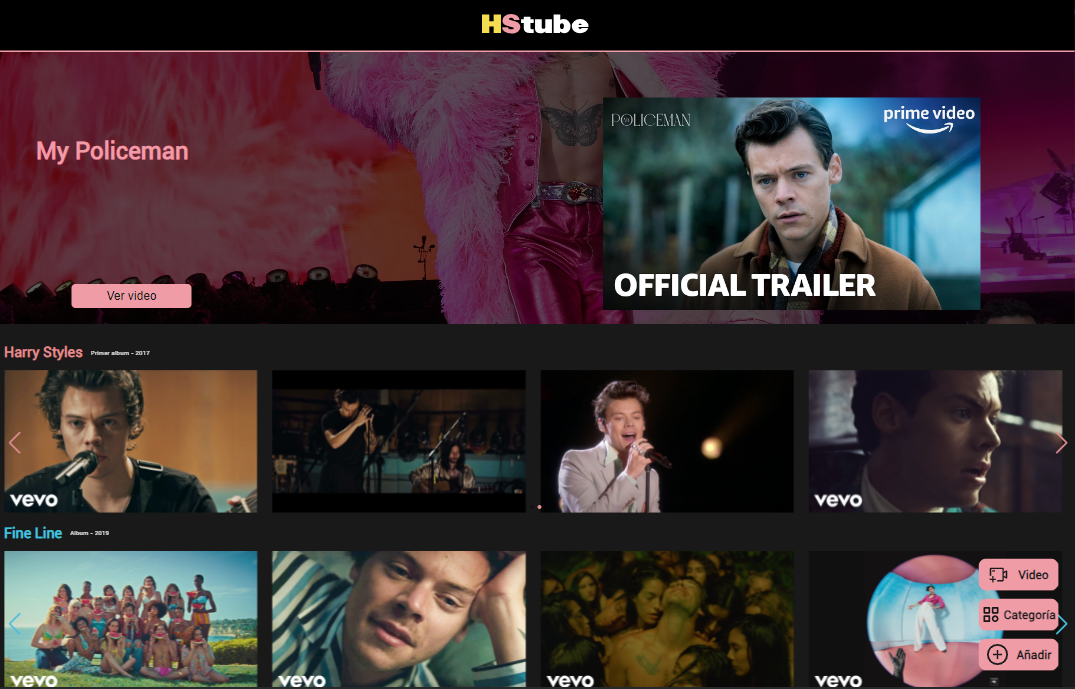 HStube
My Policeman
Ver video
MY POLICEMAN
prime video
OFFICIAL TRAILER
Harry Styles Primer album - 2017
vevo
vevo
Fine Line Album - 2019
vevo
vevo
vevo
vevo
Video
Categoría
Añadir